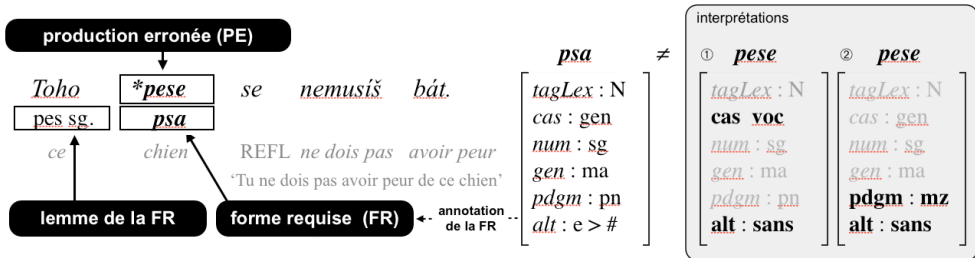 production erronée (PE)
interprétations
psa ≠ ① pese ② pese
Toho *pese se nemusíš bát.
pes sg. psa
ce chien REFL ne dois pas avoir peur
‘Tu ne dois pas avoir peur de ce chien’
lemme de la FR
forme requise (FR)
annotation
de la FR
tagLex : N
cas : gen
num : sg
gen : ma
pdgm : pn
alt : e > #
tagLex : N
cas voc
num : sg
gen : ma
pdgm : pn
alt : sans
tagLex : N
cas : gen
num : sg
gen : ma
pdgm : mz
alt : sans